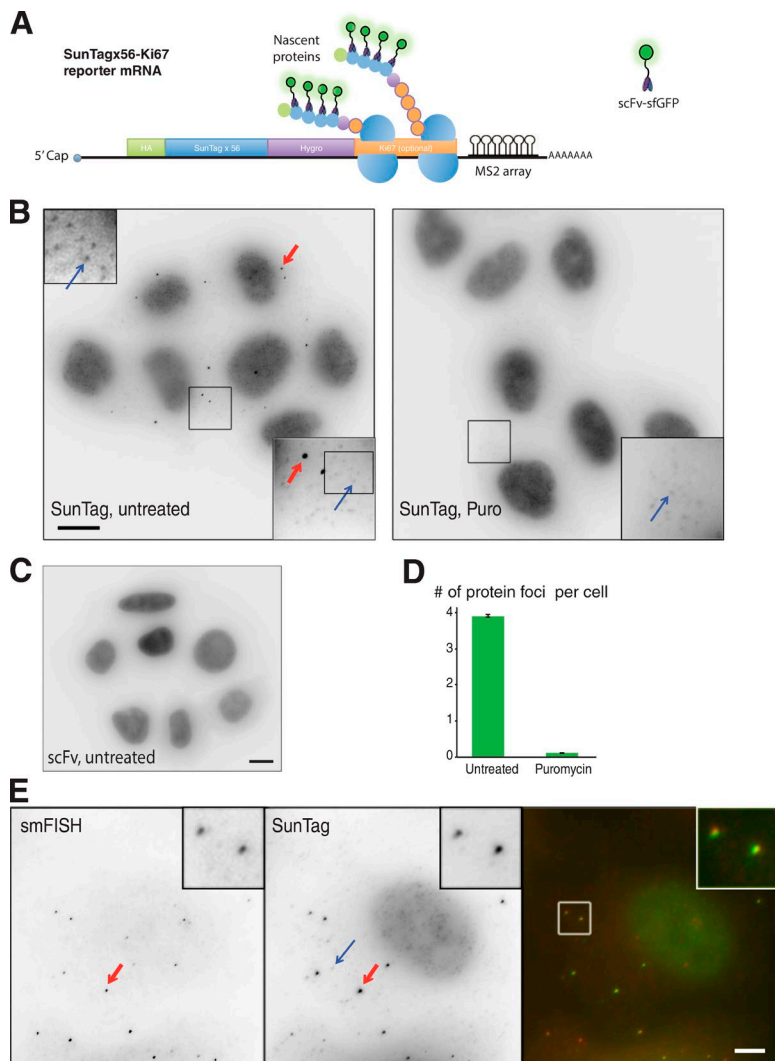 A
SunTagx56-Ki67
reporter mRNA
Nascent
proteins
scFv-sfGFP
5' Cap
HA
SunTag x 56
Hygro
Ki67 (optional)
MS2 array
AAAAAAA
B
SunTag, untreated
SunTag, Puro
C
scFv, untreated
D
# of protein foci per cell
4
3
2
1
0
Untreated
Puromycin
E
smFISH
SunTag